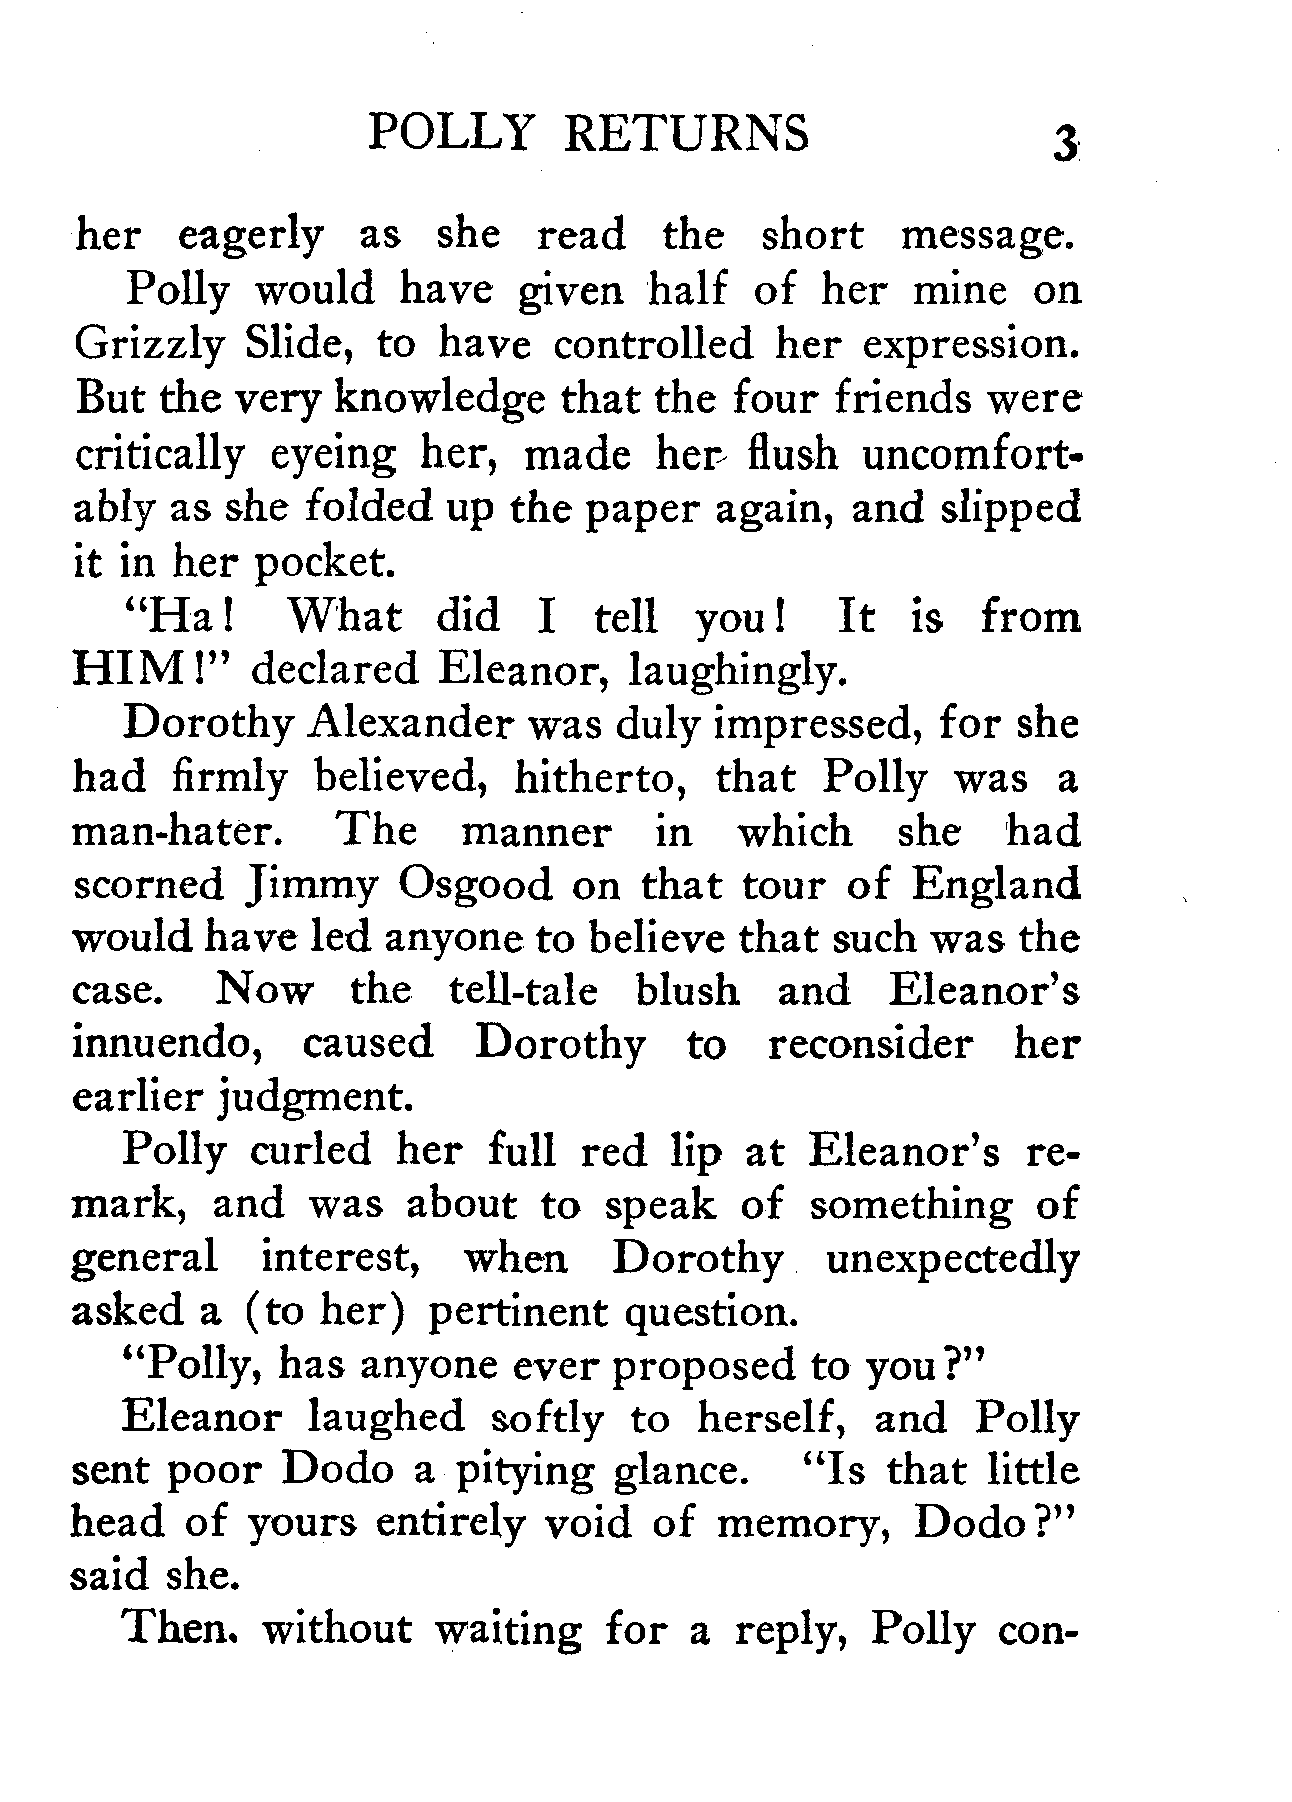 POLLY RETURNS 3
her eagerly as she read the short message.
Polly would have given half of her mine on
Grizzly Slide, to have controlled her expression.
But the very knowledge that the four friends were
critically eyeing her, made her flush uncomfort-
ably as she folded up the paper again, and slipped
it in her pocket.
“Ha! What did I tell you! It is from
HIM!” declared Eleanor, laughingly.
Dorothy Alexander was duly impressed, for she
had firmly believed, hitherto, that Polly was a
man-hater. The manner in which she had
scorned Jimmy Osgood on that tour of England
would have led anyone to believe that such was the
case. Now the tell-tale blush and Eleanor’s
innuendo, caused Dorothy to reconsider her
earlier judgment.
Polly curled her full red lip at Eleanor’s re-
mark, and was about to speak of something of
general interest, when Dorothy unexpectedly
asked a (to her) pertinent question.
“Polly, has anyone ever proposed to you?”
Eleanor laughed softly to herself, and Polly
sent poor Dodo a pitying glance. “Is that little
head of yours entirely void of memory, Dodo?”
said she.
Then. without waiting for a reply, Polly con-